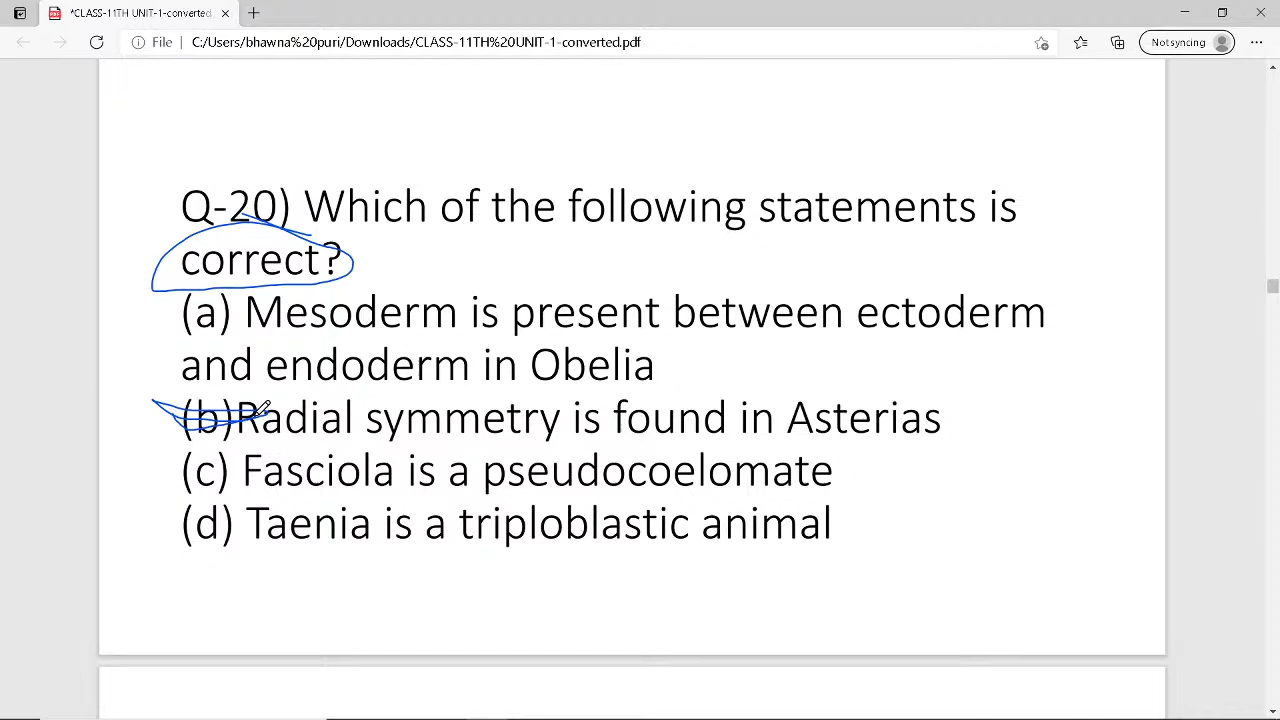 *CLASS-11TH UNIT-1-converted.
File
C:/Users/bhawna%20puri/Downloads/CLASS-11TH%20UNIT-1-converted.pdf
Not syncing
Q-20) Which of the following statements is
correct?
(a) Mesoderm is present between ectoderm
and endoderm in Obelia
(b)Radial symmetry is found in Asterias
(c) Fasciola is a pseudocoelomate
(d) Taenia is a triploblastic animal